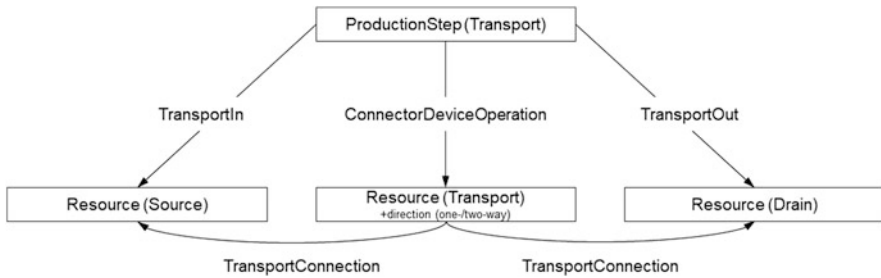 ProductionStep (Transport)
TransportIn
ConnectorDeviceOperation
TransportOut
Resource (Source)
Resource (Transport)
+direction (one-/two-way)
Resource (Drain)
TransportConnection
TransportConnection